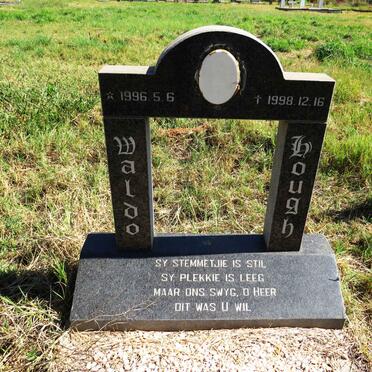 ☆ 1996.5.6
† 1998.12.16
Waldo
Hough
SY STEMMETJIE IS STIL
SY PLEKKIE IS LEEG
MAAR ONS SWYG, O HEER
DIT WAS U WIL